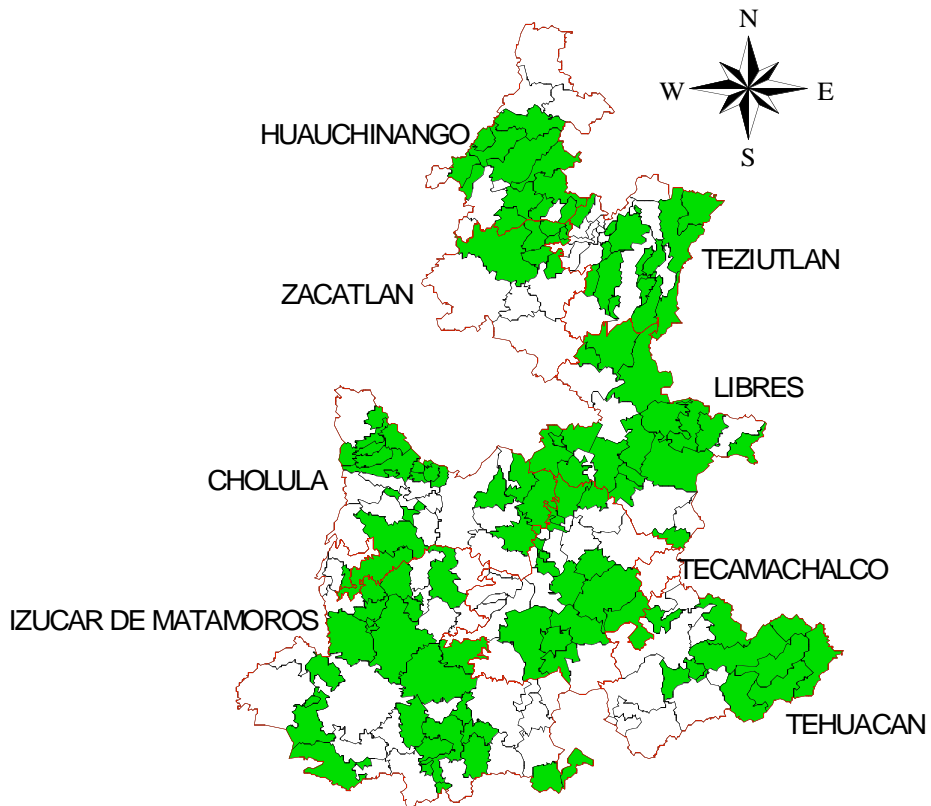 N
W E
S
HUAUCHINANGO
TEZIUTLAN
ZACATLAN
LIBRES
CHOLULA
TECAMACHALCO
IZUCAR DE MATAMOROS
TEHUACAN